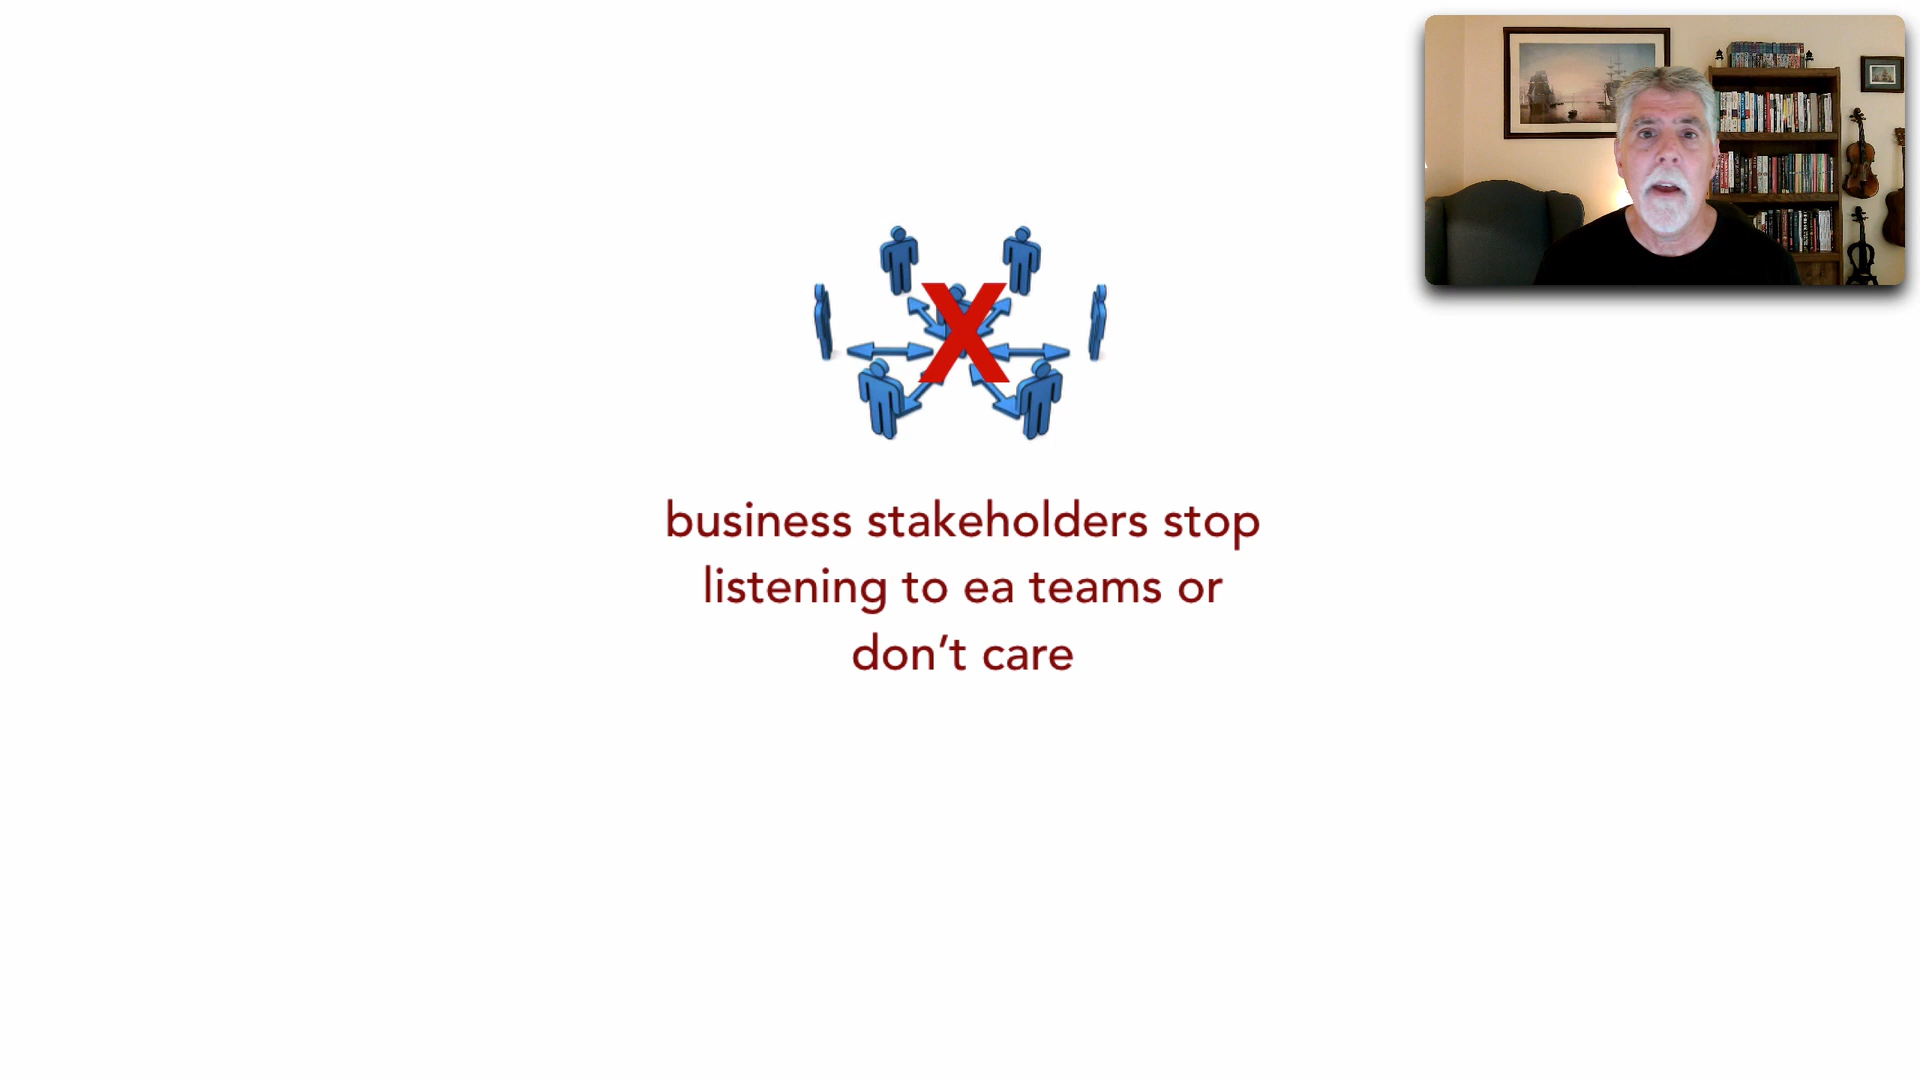 X
business stakeholders stop
listening to ea teams or
don’t care